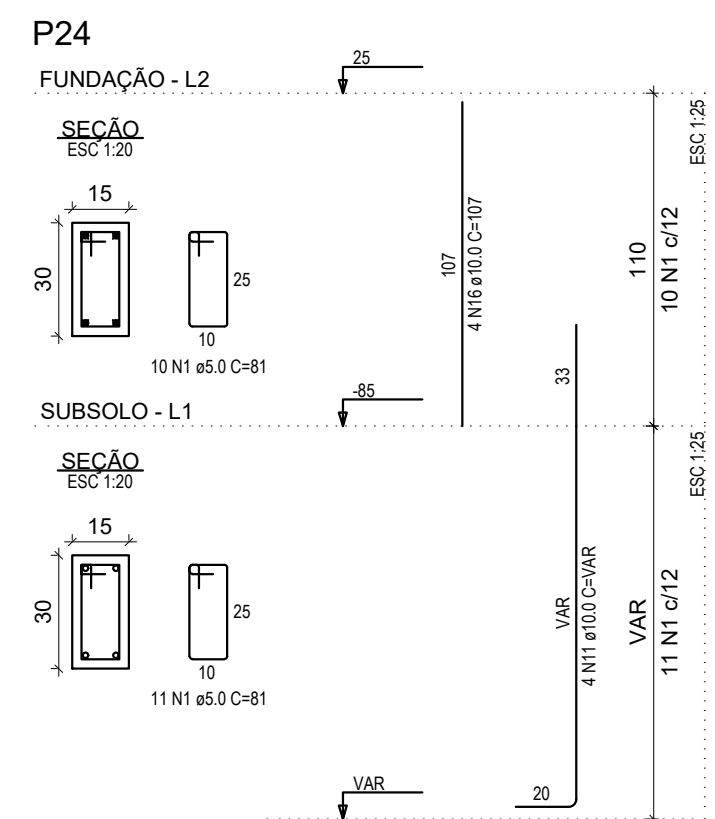 P24
25
FUNDAÇÃO - L2
SEÇÃO
ESC 1:20
ESC 1:25
15
30
25
10
10 N1 ø5.0 C=81
107
4 N16 ø10.0 C=107
110
10 N1 c/12
-85
SUBSOLO - L1
33
SEÇÃO
ESC 1:20
ESC 1:25
15
30
25
10
11 N1 ø5.0 C=81
VAR
4 N11 ø10.0 C=VAR
VAR
11 N1 c/12
VAR
20